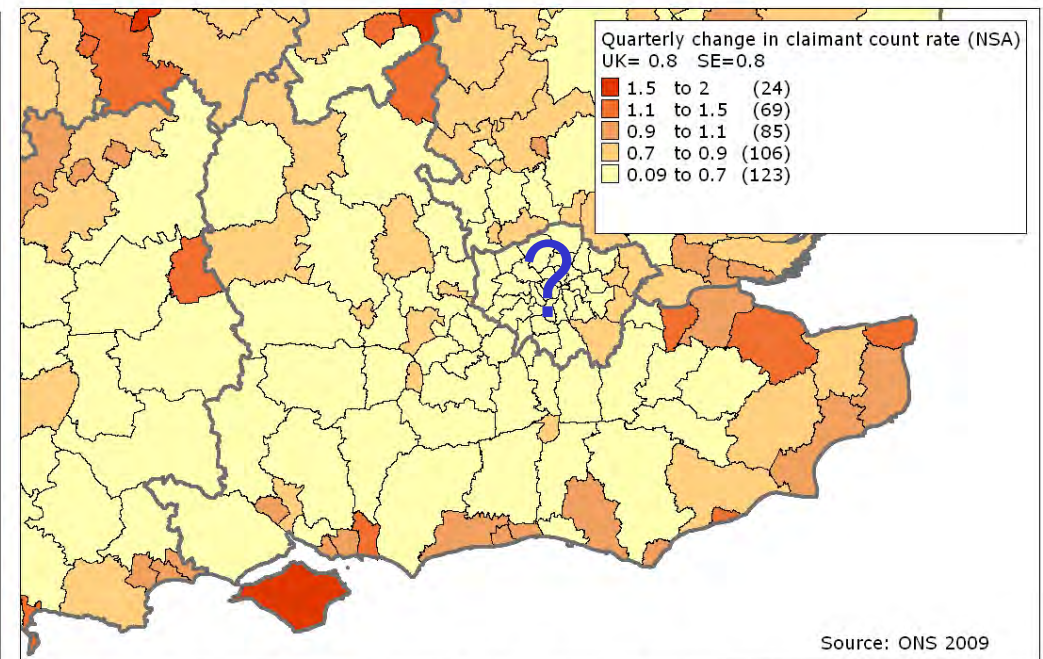 Quarterly change in claimant count rate (NSA)
UK= 0.8 SE=0.8
1.5 to 2 (24)
1.1 to 1.5 (69)
0.9 to 1.1 (85)
0.7 to 0.9 (106)
0.09 to 0.7 (123)
?
Source: ONS 2009